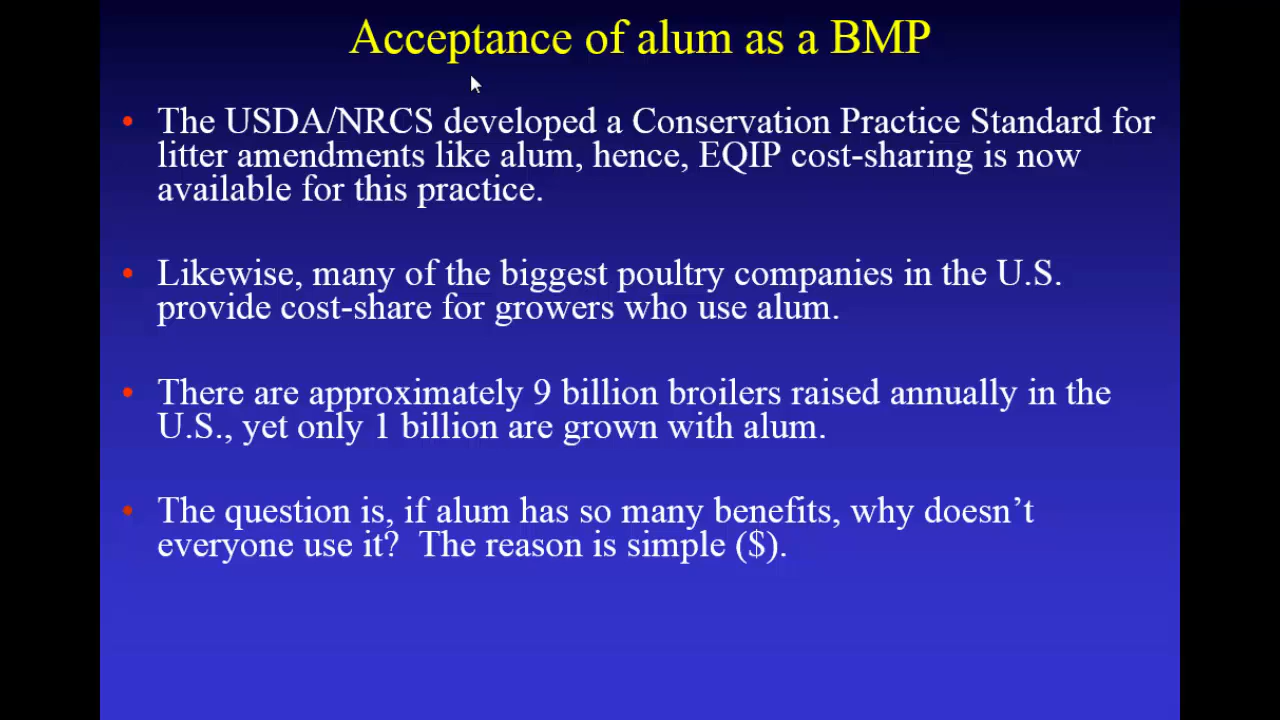 Acceptance of alum as a BMP
• The USDA/NRCS developed a Conservation Practice Standard for
litter amendments like alum, hence, EQIP cost-sharing is now
available for this practice.
• Likewise, many of the biggest poultry companies in the U.S.
provide cost-share for growers who use alum.
• There are approximately 9 billion broilers raised annually in the
U.S., yet only 1 billion are grown with alum.
• The question is, if alum has so many benefits, why doesn’t
everyone use it?  The reason is simple ($).